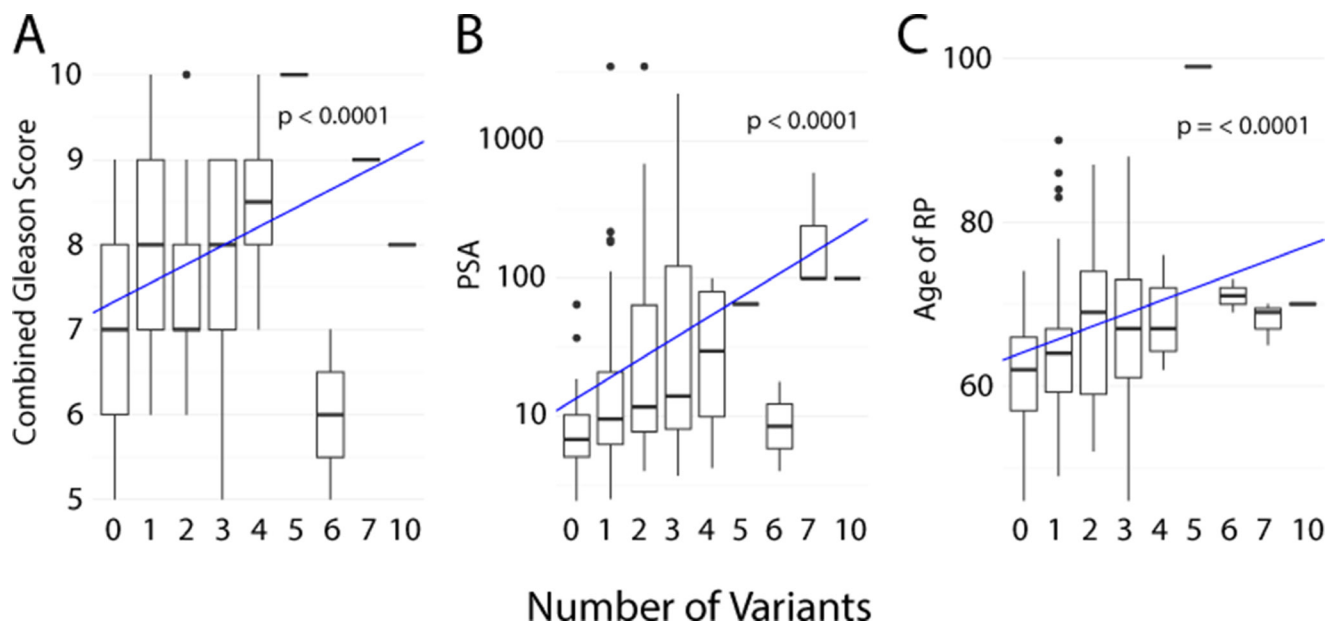 A
Combined Gleason Score
10
9
8
7
6
5
p < 0.0001
0 1 2 3 4 5 6 7 10
B
PSA
1000
100
10
p < 0.0001
0 1 2 3 4 5 6 7 10
C
Age of RP
100
80
60
p = < 0.0001
0 1 2 3 4 5 6 7 10
Number of Variants